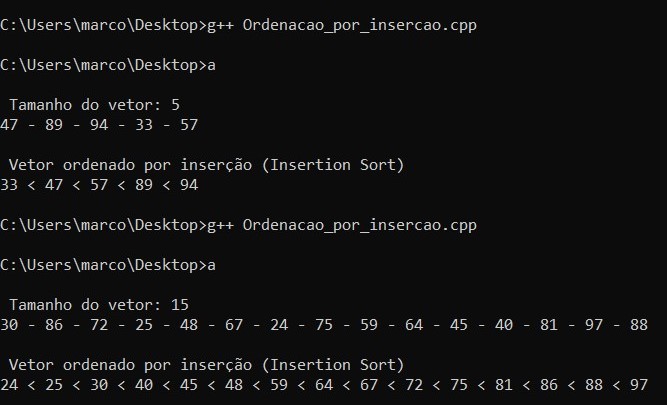 C:\Users\marco\Desktop>g++ Ordenacao_por_insercao.cpp
C:\Users\marco\Desktop>a
Tamanho do vetor: 5
47 - 89 - 94 - 33 - 57
Vetor ordenado por inserção (Insertion Sort)
33 < 47 < 57 < 89 < 94
C:\Users\marco\Desktop>g++ Ordenacao_por_insercao.cpp
C:\Users\marco\Desktop>a
Tamanho do vetor: 15
30 - 86 - 72 - 25 - 48 - 67 - 24 - 75 - 59 - 64 - 45 - 40 - 81 - 97 - 88
Vetor ordenado por inserção (Insertion Sort)
24 < 25 < 30 < 40 < 45 < 48 < 59 < 64 < 67 < 72 < 75 < 81 < 86 < 88 < 97